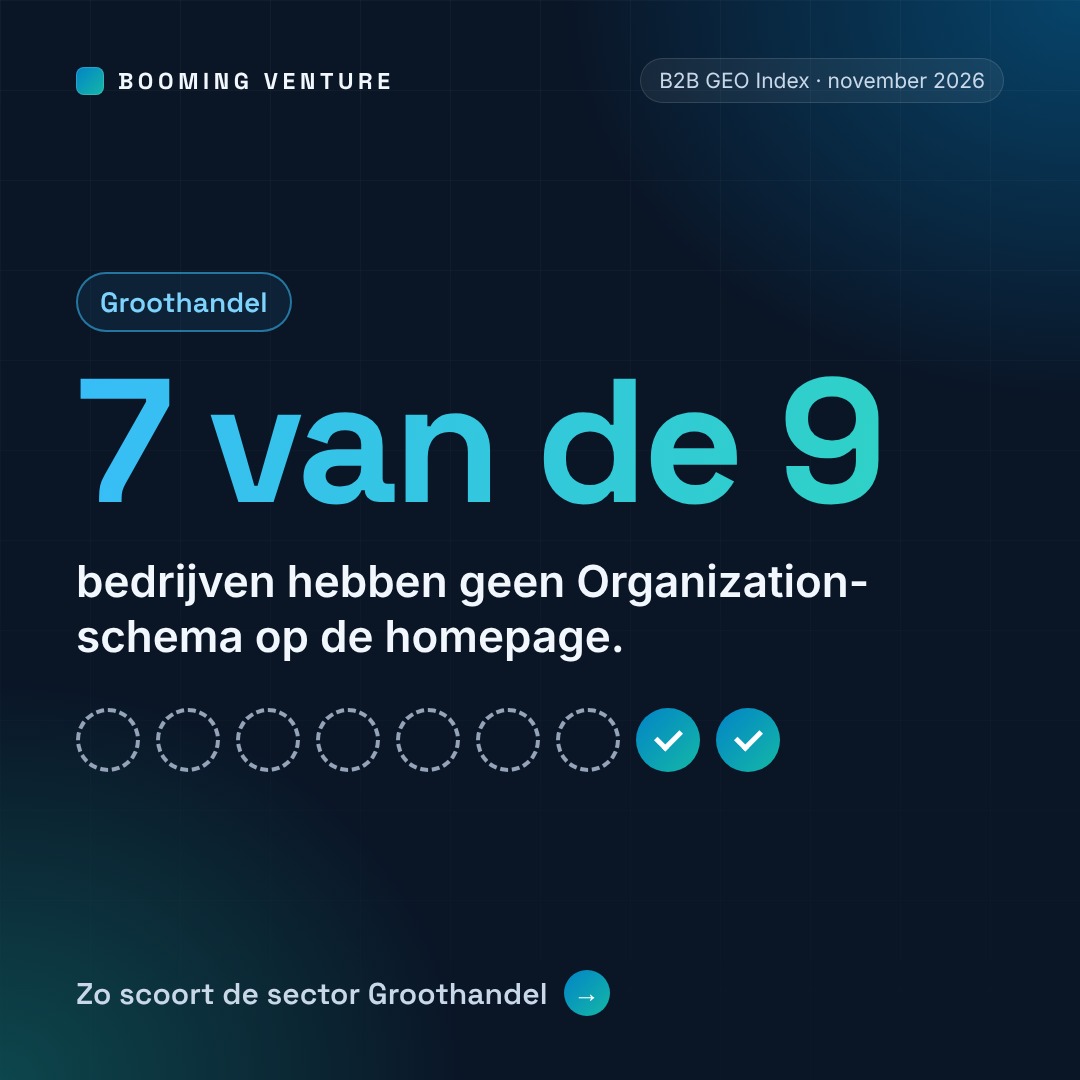 BOOMING VENTURE
B2B GEO Index · november 2026
Groothandel
7 van de 9
bedrijven hebben geen Organization-
schema op de homepage.
Zo scoort de sector Groothandel →